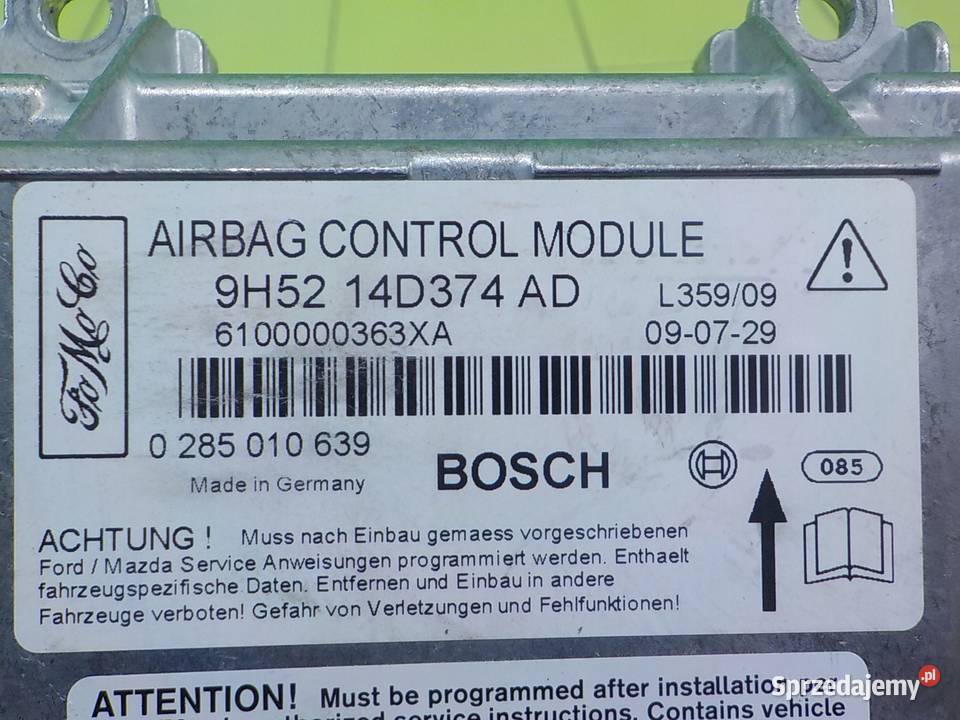 FoMoCo
AIRBAG CONTROL MODULE
9H52 14D374 AD L359/09
6100000363XA 09-07-29
0 285 010 639
BOSCH
085
Made in Germany
ACHTUNG ! Muss nach Einbau gemaess vorgeschriebenen
Ford / Mazda Service Anweisungen programmiert werden. Enthaelt
fahrzeugspezifische Daten. Entfernen und Einbau in andere
Fahrzeuge verboten! Gefahr von Verletzungen und Fehlfunktionen!
ATTENTION! Must be programmed after installation
service instructions. Contains vehicle
Sprzedajemy.pl